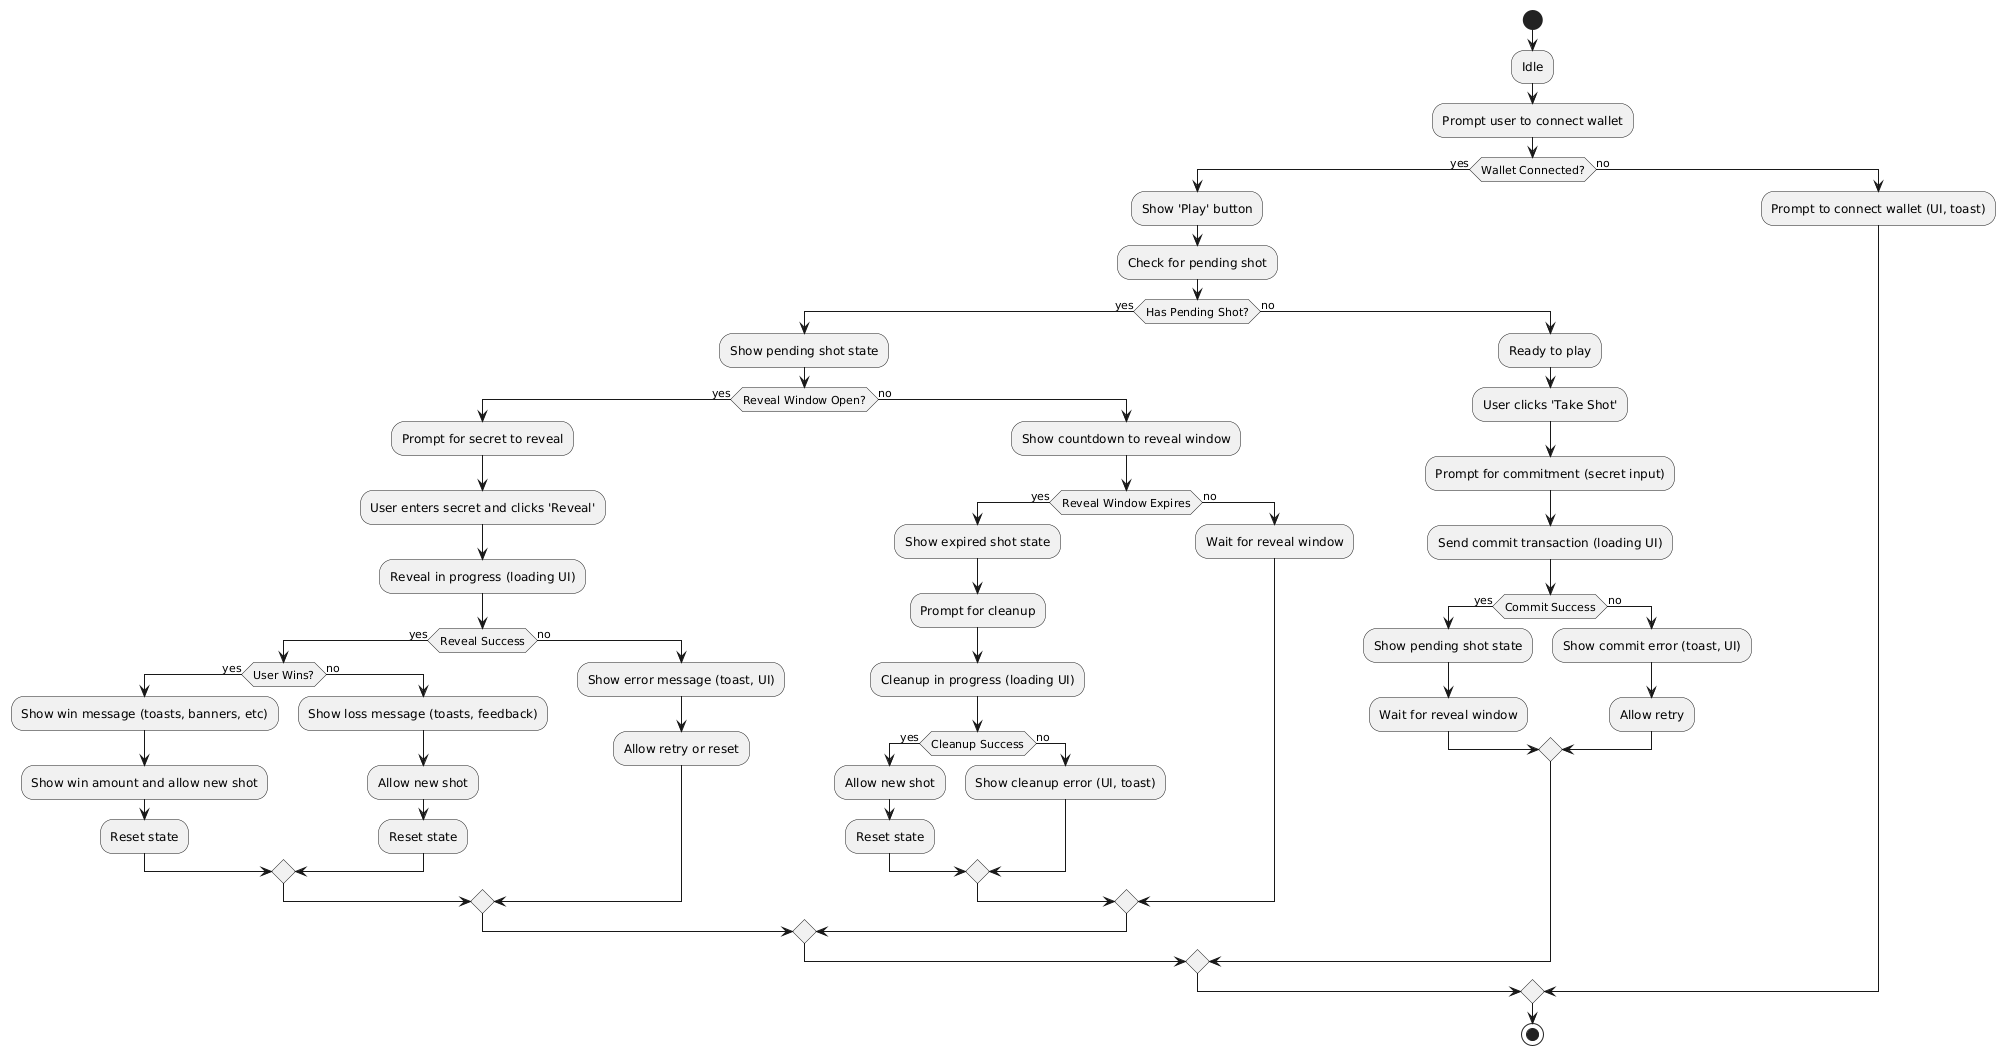 Idle
Prompt user to connect wallet
yes
Wallet Connected?
no
Show 'Play' button
Prompt to connect wallet (UI, toast)
Check for pending shot
yes
Has Pending Shot?
no
Show pending shot state
Ready to play
yes
Reveal Window Open?
no
User clicks 'Take Shot'
Prompt for secret to reveal
Show countdown to reveal window
Prompt for commitment (secret input)
User enters secret and clicks 'Reveal'
yes
Reveal Window Expires
no
Show expired shot state
Wait for reveal window
Send commit transaction (loading UI)
Reveal in progress (loading UI)
Prompt for cleanup
yes
Commit Success
no
yes
Reveal Success
no
Show pending shot state
Show commit error (toast, UI)
yes
User Wins?
no
Show error message (toast, UI)
Cleanup in progress (loading UI)
Show win message (toasts, banners, etc)
Show loss message (toasts, feedback)
Wait for reveal window
Allow retry
Allow retry or reset
yes
Cleanup Success
no
Show win amount and allow new shot
Allow new shot
Allow new shot
Show cleanup error (UI, toast)
Reset state
Reset state
Reset state